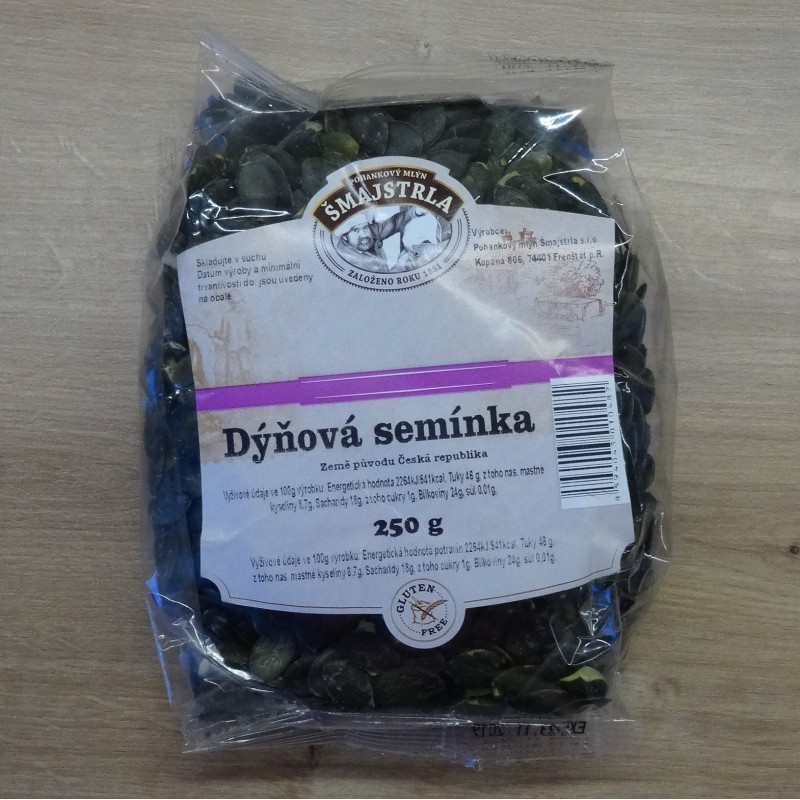 POHANKOVÝ MLÝN
ŠMAJSTRLA
ZALOŽENO ROKU 1851
Skladujte v suchu
Datum výroby a minimální
trvanlivosti do jsou uvedeny
na obale
Výrobce:
Pohankový mlýn Šmajstrla s.r.o.
Kopaná 806, 74401 Frenštát p.R.
Dýňová semínka
Země původu Česká republika
Výživové údaje ve 100g výrobku: Energetická hodnota 2264kJ/541kcal, Tuky 46 g, z toho nas. mastné
kyseliny 8,7g, Sacharidy 18g, z toho cukry 1g, Bílkoviny 24g, sůl 0,01g.
250 g
Výživové údaje ve 100g výrobku: Energetická hodnota potravin 2264kJ/541kcal, Tuky 46 g,
z toho nas. mastné kyseliny 8,7g, Sacharidy 18g, z toho cukry 1g, Bílkoviny 24g, sůl 0,01g.
GLUTEN
FREE
23.11.2019